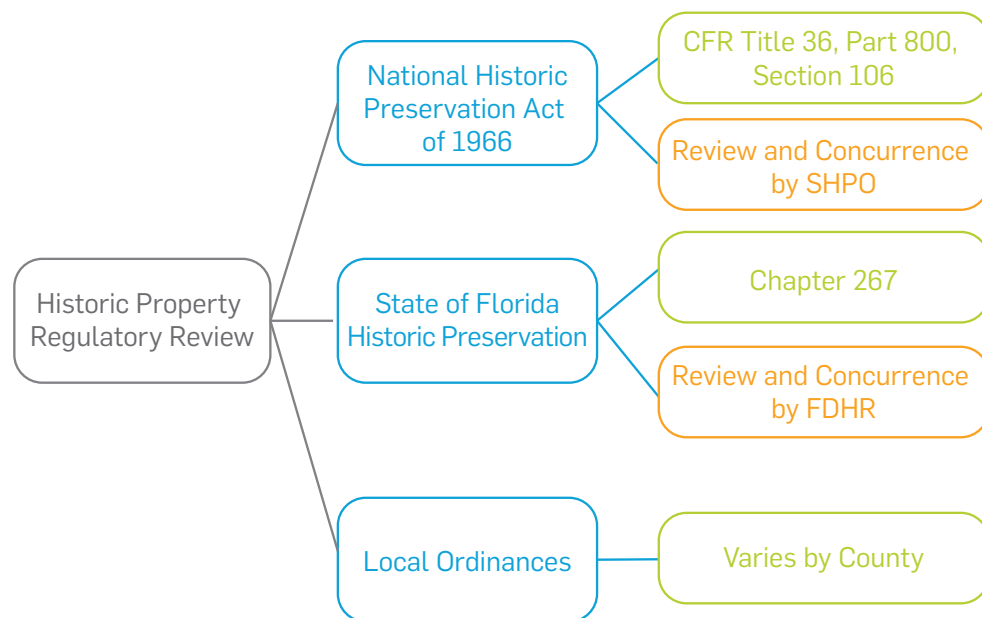 Historic Property
Regulatory Review
National Historic
Preservation Act
of 1966
CFR Title 36, Part 800,
Section 106
Review and Concurrence
by SHPO
State of Florida
Historic Preservation
Chapter 267
Review and Concurrence
by FDHR
Local Ordinances
Varies by County